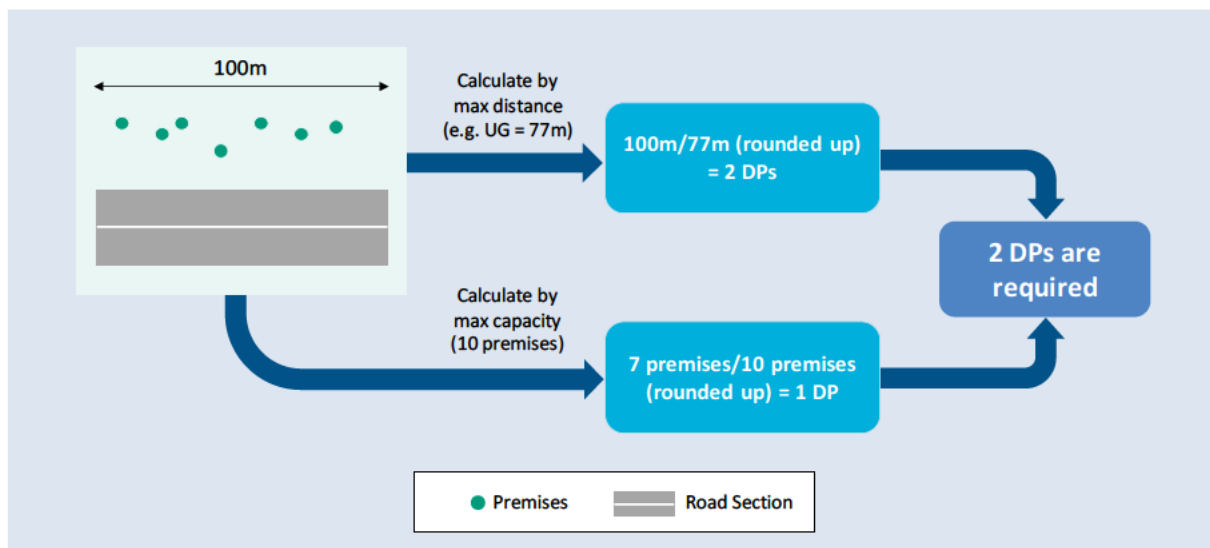 100m
Calculate by
max distance
(e.g. UG = 77m)
100m/77m (rounded up)
= 2 DPs
2 DPs are
required
Calculate by
max capacity
(10 premises)
7 premises/10 premises
(rounded up) = 1 DP
Premises
Road Section